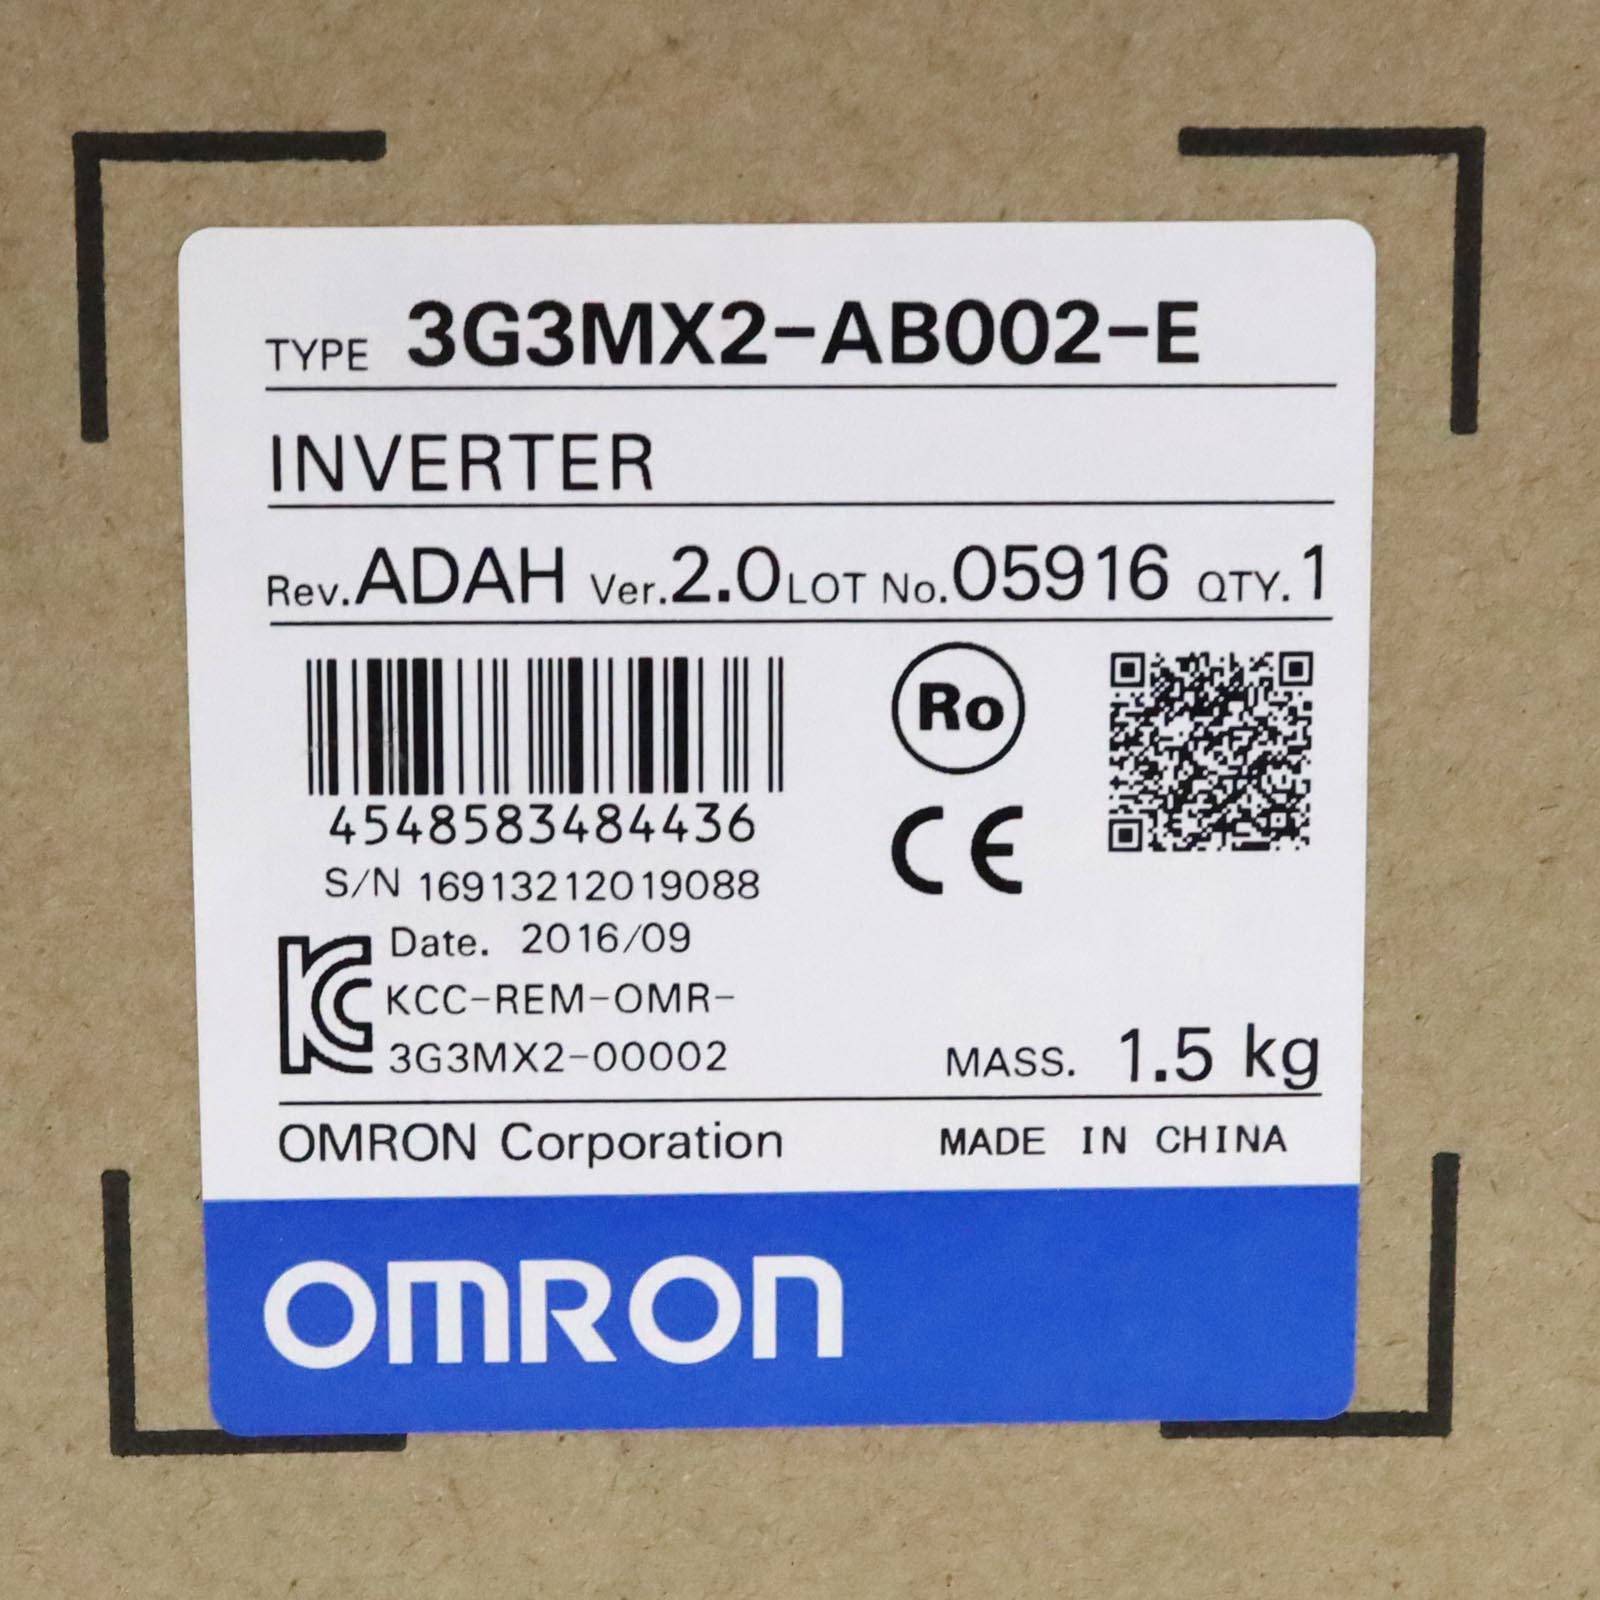 TYPE 3G3MX2-AB002-E
INVERTER
Rev.ADAH Ver.2.0 LOT No.05916 QTY.1
Ro
4548583484436
CE
S/N 16913212019088
KC
Date. 2016/09
KCC-REM-OMR-
3G3MX2-00002
MASS. 1.5 kg
OMRON Corporation MADE IN CHINA
OMRON